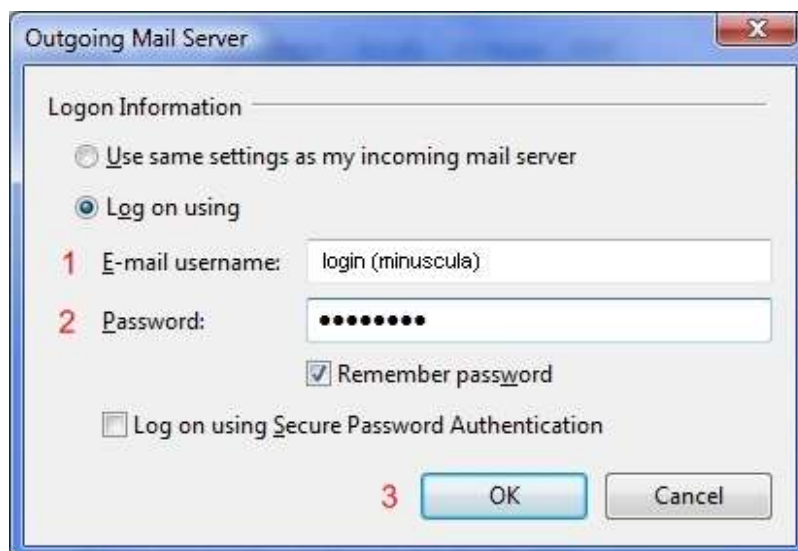 Outgoing Mail Server
Logon Information
Use same settings as my incoming mail server
Log on using
1 E-mail username: login (minuscula)
2 Password: ●●●●●●●●
Remember password
Log on using Secure Password Authentication
3 OK Cancel